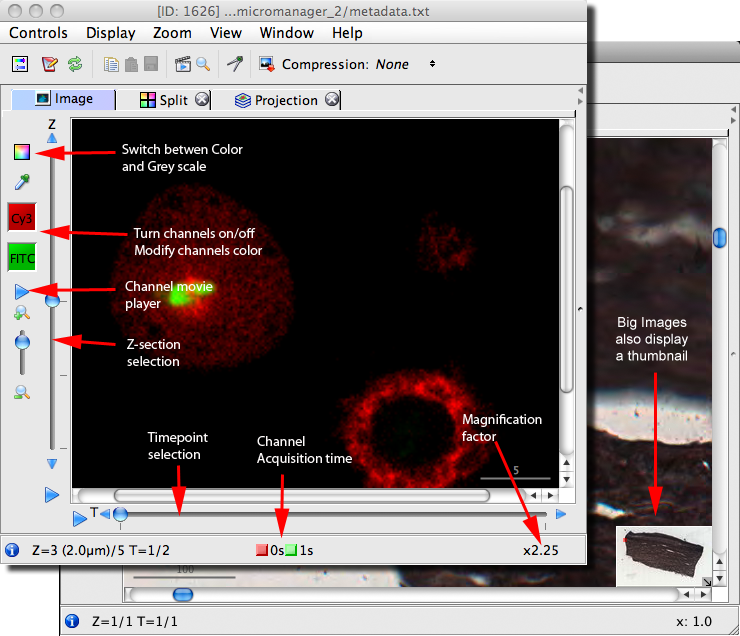 [ID: 1626] ...micromanager_2/metadata.txt
Controls Display Zoom View Window Help
Compression: None
Image Split Projection
Z
Switch betwen Color
and Grey scale
Cy3
Turn channels on/off
Modify channels color
FITC
Channel movie
player
Z-section
selection
Big Images
also display
a thumbnail
Timepoint
selection
Channel
Acquisition time
Magnification
factor
5
T
Z=3 (2.0µm)/5 T=1/2
0s 1s
x2.25
100
Z=1/1 T=1/1
x: 1.0